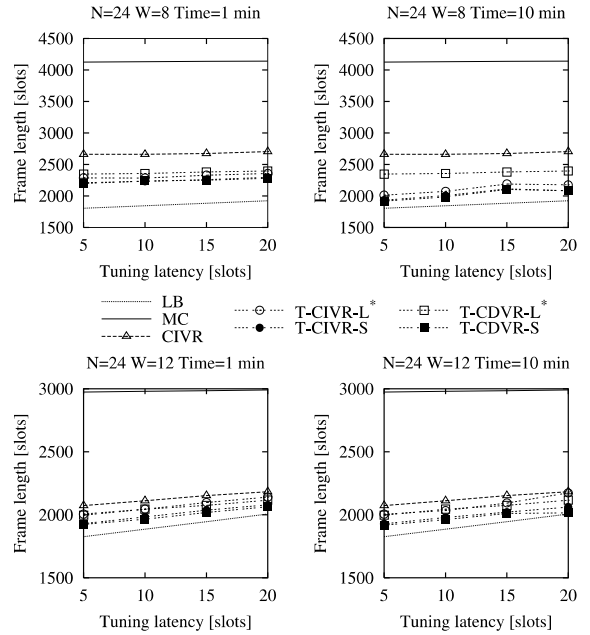 N=24 W=8 Time=1 min
N=24 W=8 Time=10 min
Frame length [slots]
4500
4000
3500
3000
2500
2000
1500
5 10 15 20
Tuning latency [slots]
Frame length [slots]
4500
4000
3500
3000
2500
2000
1500
5 10 15 20
Tuning latency [slots]
LB
MC
CIVR
T-CIVR-L*
T-CIVR-S
T-CDVR-L*
T-CDVR-S
N=24 W=12 Time=1 min
N=24 W=12 Time=10 min
Frame length [slots]
3000
2500
2000
1500
5 10 15 20
Tuning latency [slots]
Frame length [slots]
3000
2500
2000
1500
5 10 15 20
Tuning latency [slots]